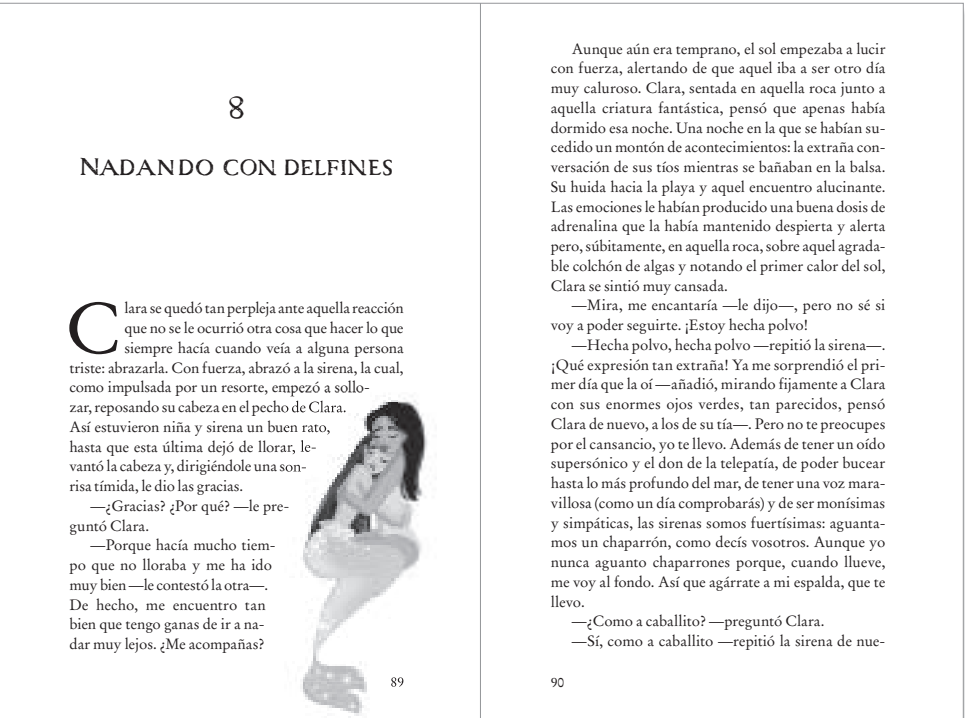 8
NADANDO CON DELFINES
Clara se quedó tan perpleja ante aquella reacción
que no se le ocurrió otra cosa que hacer lo que
siempre hacía cuando veía a alguna persona
triste: abrazarla. Con fuerza, abrazó a la sirena, la cual,
como impulsada por un resorte, empezó a sollo-
zar, reposando su cabeza en el pecho de Clara.
Así estuvieron niña y sirena un buen rato,
hasta que esta última dejó de llorar, le-
vantó la cabeza y, dirigiéndole una son-
risa tímida, le dio las gracias.
—¿Gracias? ¿Por qué? —le pre-
guntó Clara.
—Porque hacía mucho tiem-
po que no lloraba y me ha ido
muy bien —le contestó la otra—.
De hecho, me encuentro tan
bien que tengo ganas de ir a na-
dar muy lejos. ¿Me acompañas?
89
Aunque aún era temprano, el sol empezaba a lucir
con fuerza, alertando de que aquel iba a ser otro día
muy caluroso. Clara, sentada en aquella roca junto a
aquella criatura fantástica, pensó que apenas había
dormido esa noche. Una noche en la que se habían su-
cedido un montón de acontecimientos: la extraña con-
versación de sus tíos mientras se bañaban en la balsa.
Su huida hacia la playa y aquel encuentro alucinante.
Las emociones le habían producido una buena dosis de
adrenalina que la había mantenido despierta y alerta
pero, súbitamente, en aquella roca, sobre aquel agrada-
ble colchón de algas y notando el primer calor del sol,
Clara se sintió muy cansada.
—Mira, me encantaría —le dijo—, pero no sé si
voy a poder seguirte. ¡Estoy hecha polvo!
—Hecha polvo, hecha polvo —repitió la sirena—.
¡Qué expresión tan extraña! Ya me sorprendió el pri-
mer día que la oí —añadió, mirando fijamente a Clara
con sus enormes ojos verdes, tan parecidos, pensó
Clara de nuevo, a los de su tía—. Pero no te preocupes
por el cansancio, yo te llevo. Además de tener un oído
supersónico y el don de la telepatía, de poder bucear
hasta lo más profundo del mar, de tener una voz mara-
villosa (como un día comprobarás) y de ser monísimas
y simpáticas, las sirenas somos fuertísimas: aguanta-
mos un chaparrón, como decís vosotros. Aunque yo
nunca aguanto chaparrones porque, cuando llueve,
me voy al fondo. Así que agárrate a mi espalda, que te
llevo.
—¿Como a caballito? —preguntó Clara.
—Sí, como a caballito —repitió la sirena de nue-
90